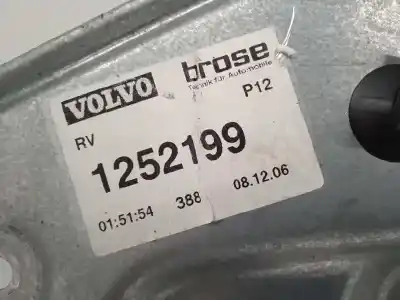 VOLVO brose
Technik für Automobile
RV P12
1252199
01:51:54 388 08.12.06